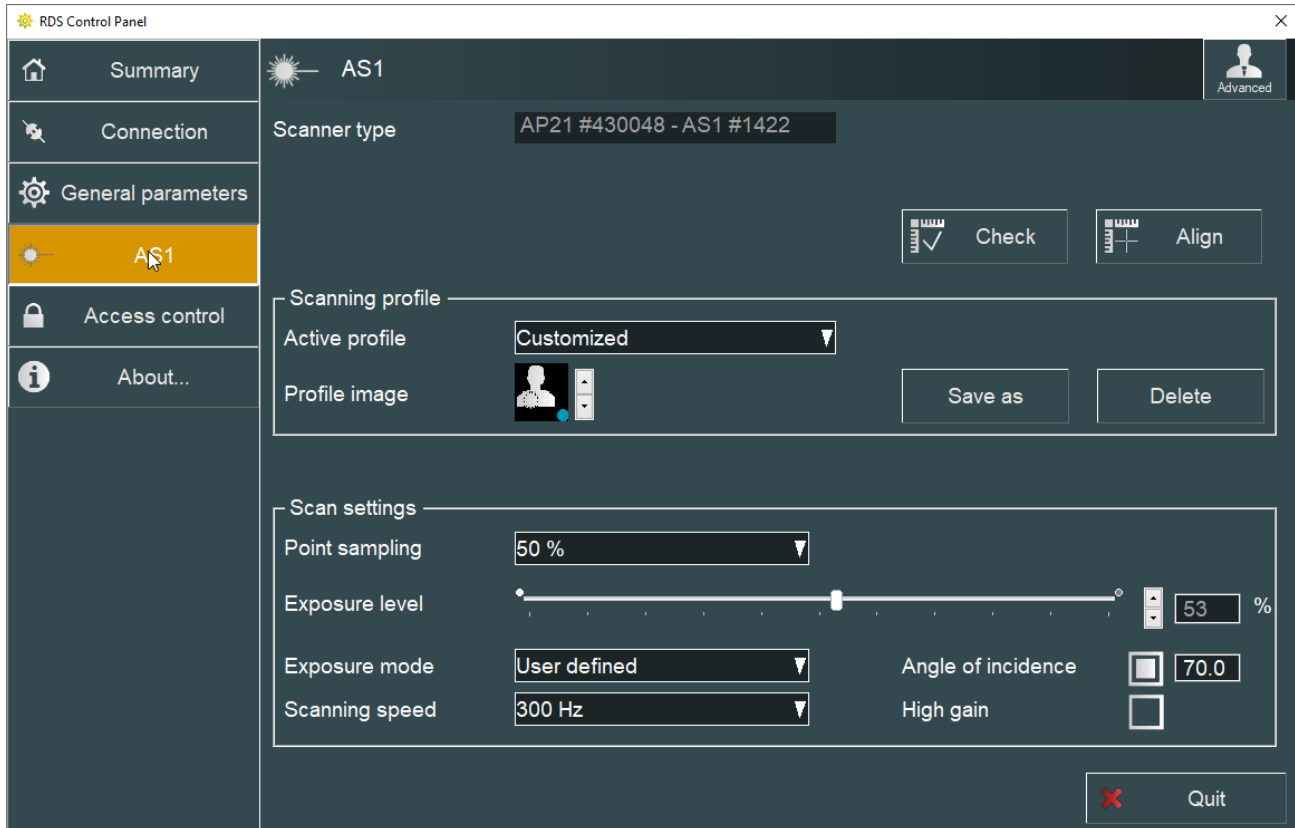 RDS Control Panel
Summary
Connection
General parameters
AS1
Access control
About...
AS1
Advanced
Scanner type AP21 #430048 - AS1 #1422
Check Align
Scanning profile
Active profile Customized
Profile image Save as Delete
Scan settings
Point sampling 50 %
Exposure level 53 %
Exposure mode User defined Angle of incidence 70.0
Scanning speed 300 Hz High gain
Quit